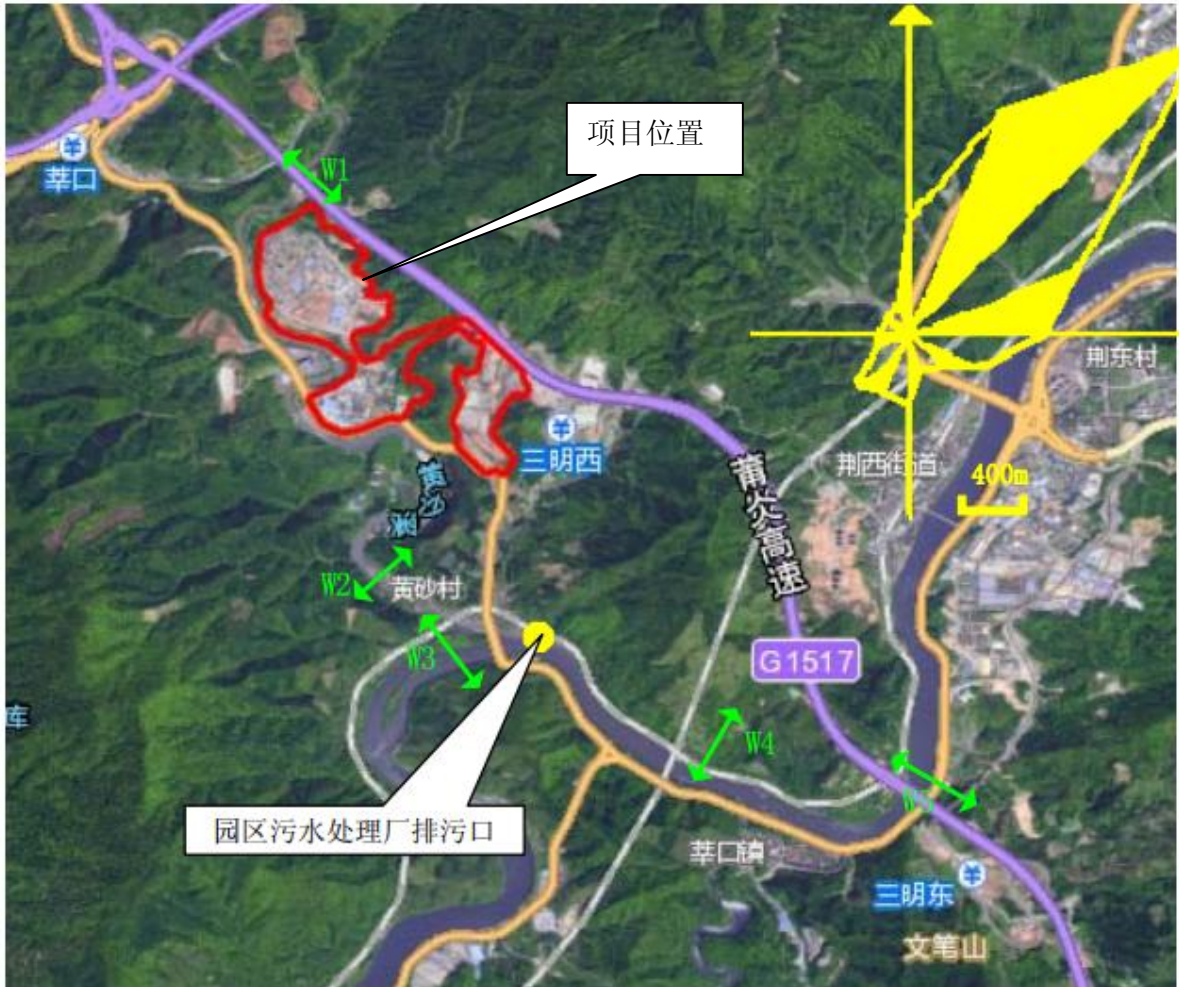 项目位置
W1
莘口
荆东村
三明西
荆西街道
400m
黄沙溪
莆炎高速
W2
黄砂村
W3
G1517
库
W4
园区污水处理厂排污口
莘口镇
三明东
文笔山